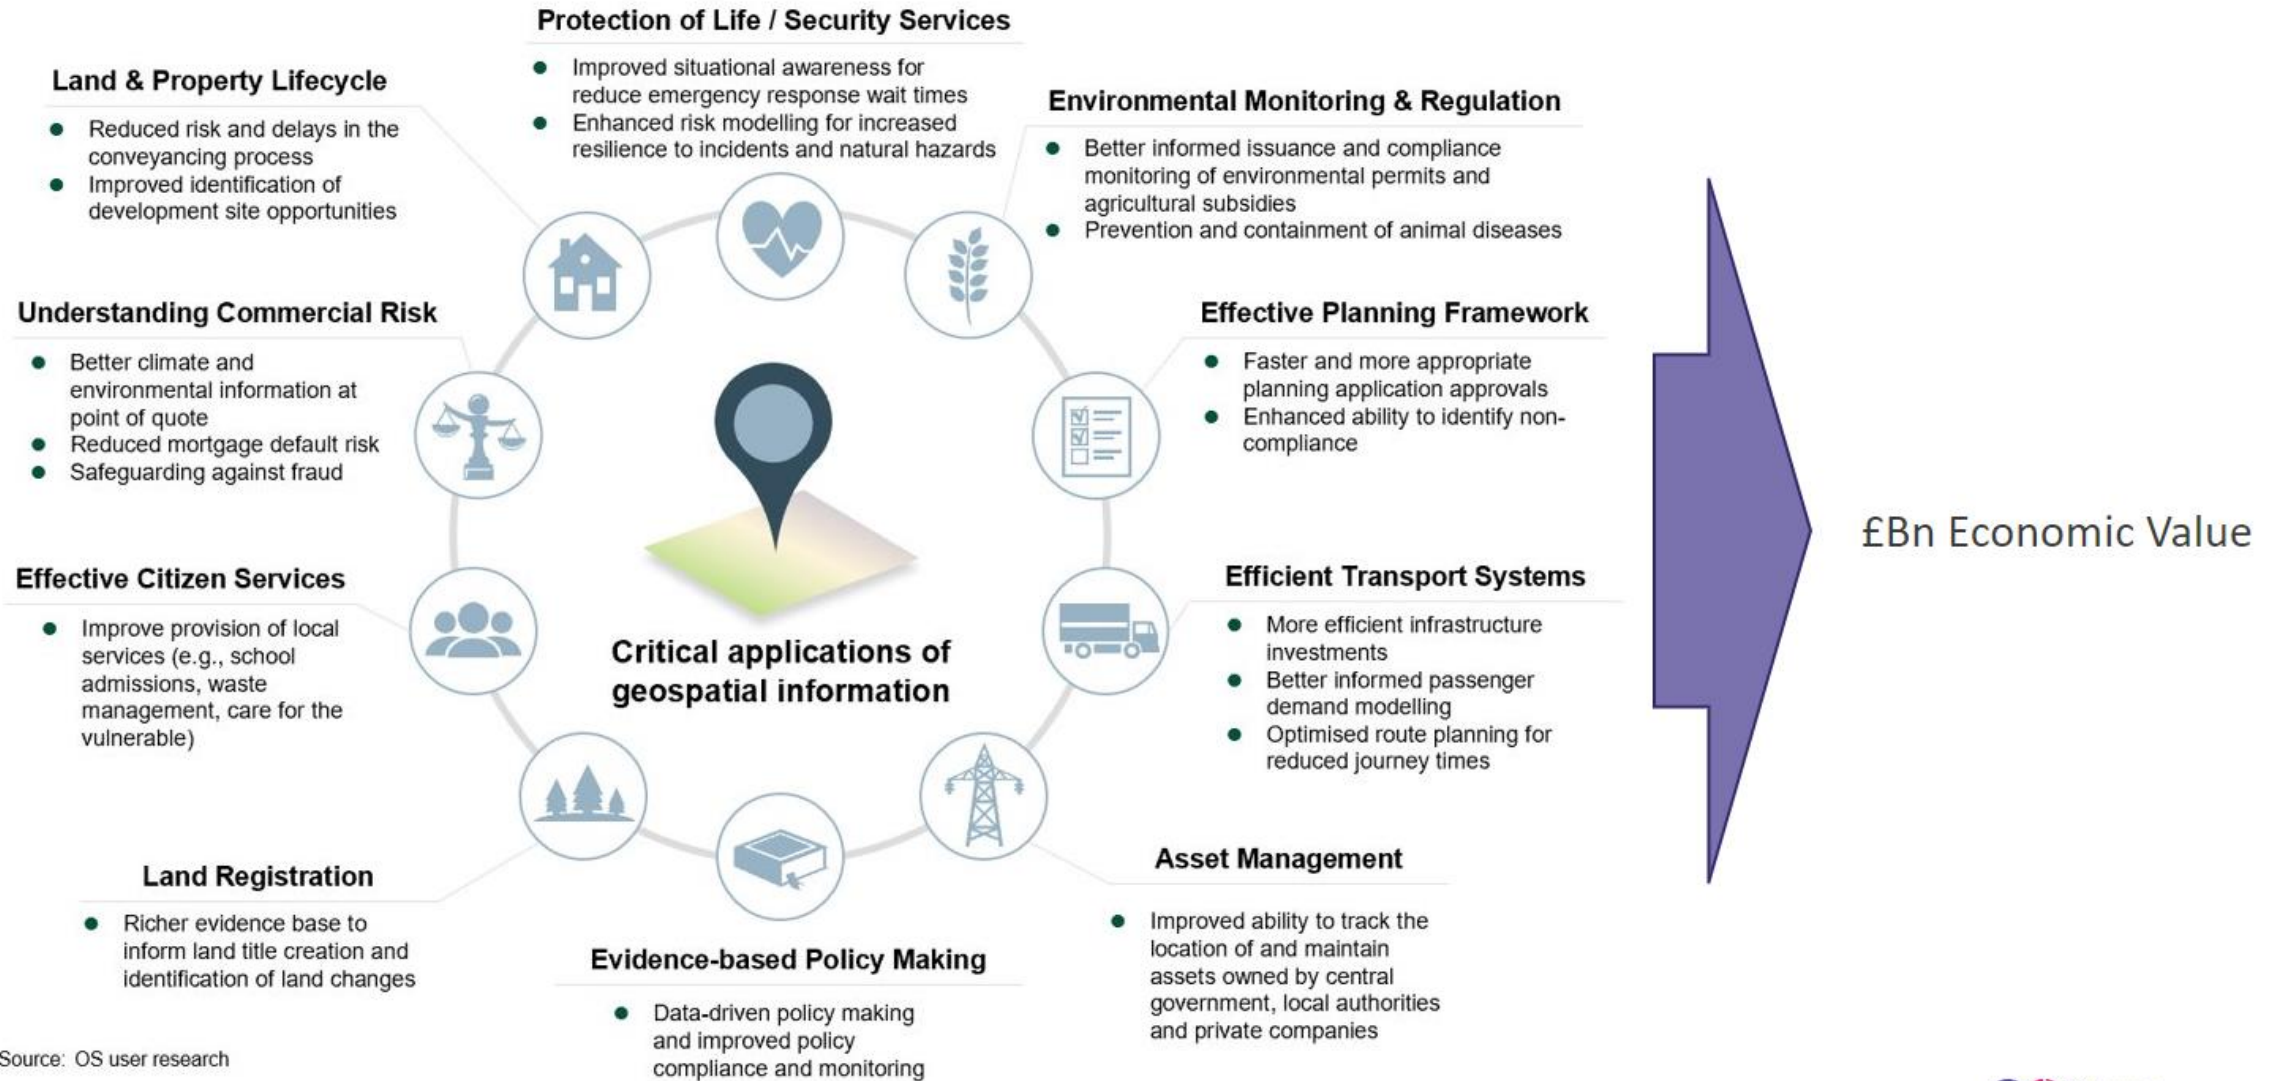 Protection of Life / Security Services
● Improved situational awareness for
reduce emergency response wait times
● Enhanced risk modelling for increased
resilience to incidents and natural hazards
Land & Property Lifecycle
● Reduced risk and delays in the
conveyancing process
● Improved identification of
development site opportunities
Environmental Monitoring & Regulation
● Better informed issuance and compliance
monitoring of environmental permits and
agricultural subsidies
● Prevention and containment of animal diseases
Understanding Commercial Risk
● Better climate and
environmental information at
point of quote
● Reduced mortgage default risk
● Safeguarding against fraud
Effective Planning Framework
● Faster and more appropriate
planning application approvals
● Enhanced ability to identify non-
compliance
£Bn Economic Value
Effective Citizen Services
● Improve provision of local
services (e.g., school
admissions, waste
management, care for the
vulnerable)
Critical applications of
geospatial information
Efficient Transport Systems
● More efficient infrastructure
investments
● Better informed passenger
demand modelling
● Optimised route planning for
reduced journey times
Land Registration
● Richer evidence base to
inform land title creation and
identification of land changes
Evidence-based Policy Making
● Data-driven policy making
and improved policy
compliance and monitoring
Asset Management
● Improved ability to track the
location of and maintain
assets owned by central
government, local authorities
and private companies
Source: OS user research